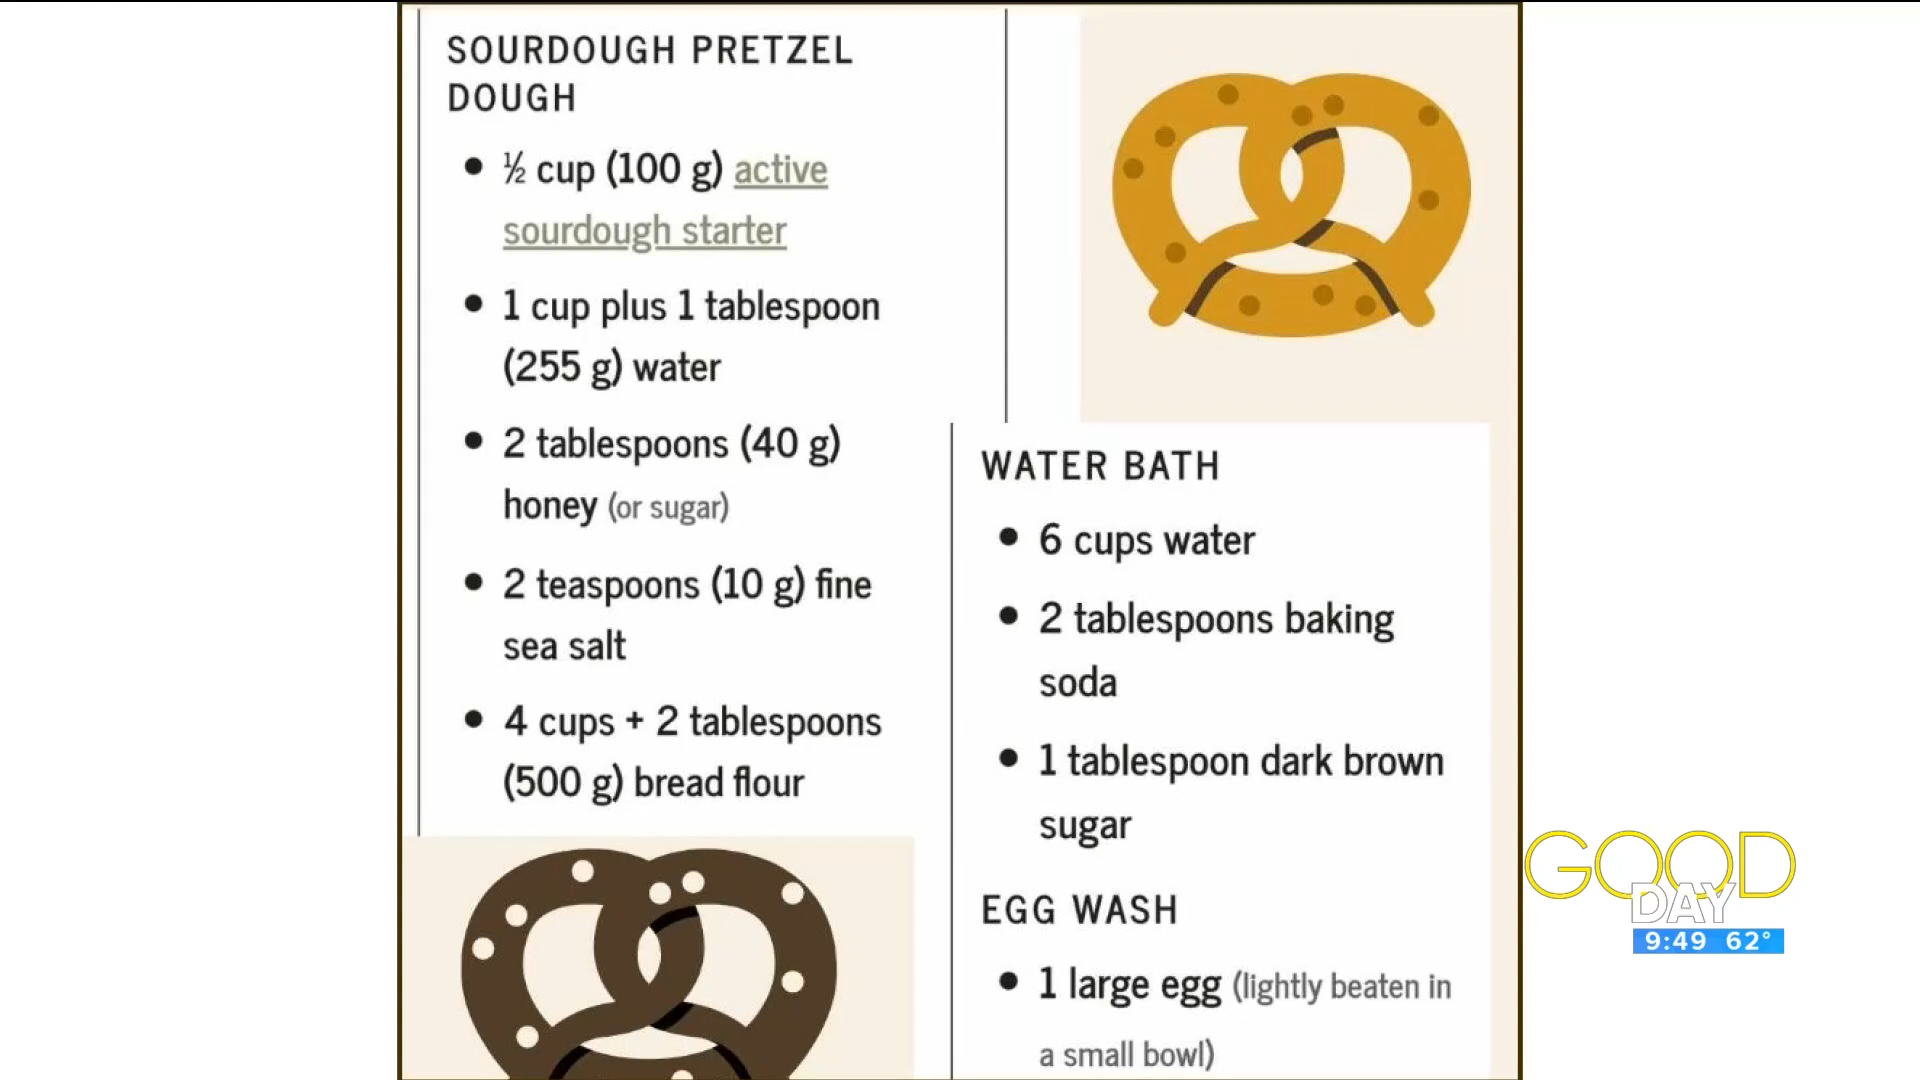 SOURDOUGH PRETZEL
DOUGH
• ½ cup (100 g) active
sourdough starter
• 1 cup plus 1 tablespoon
(255 g) water
• 2 tablespoons (40 g)
honey (or sugar)
• 2 teaspoons (10 g) fine
sea salt
• 4 cups + 2 tablespoons
(500 g) bread flour
WATER BATH
• 6 cups water
• 2 tablespoons baking
soda
• 1 tablespoon dark brown
sugar
EGG WASH
• 1 large egg (lightly beaten in
a small bowl)
GOOD
DAY
9:49 62°